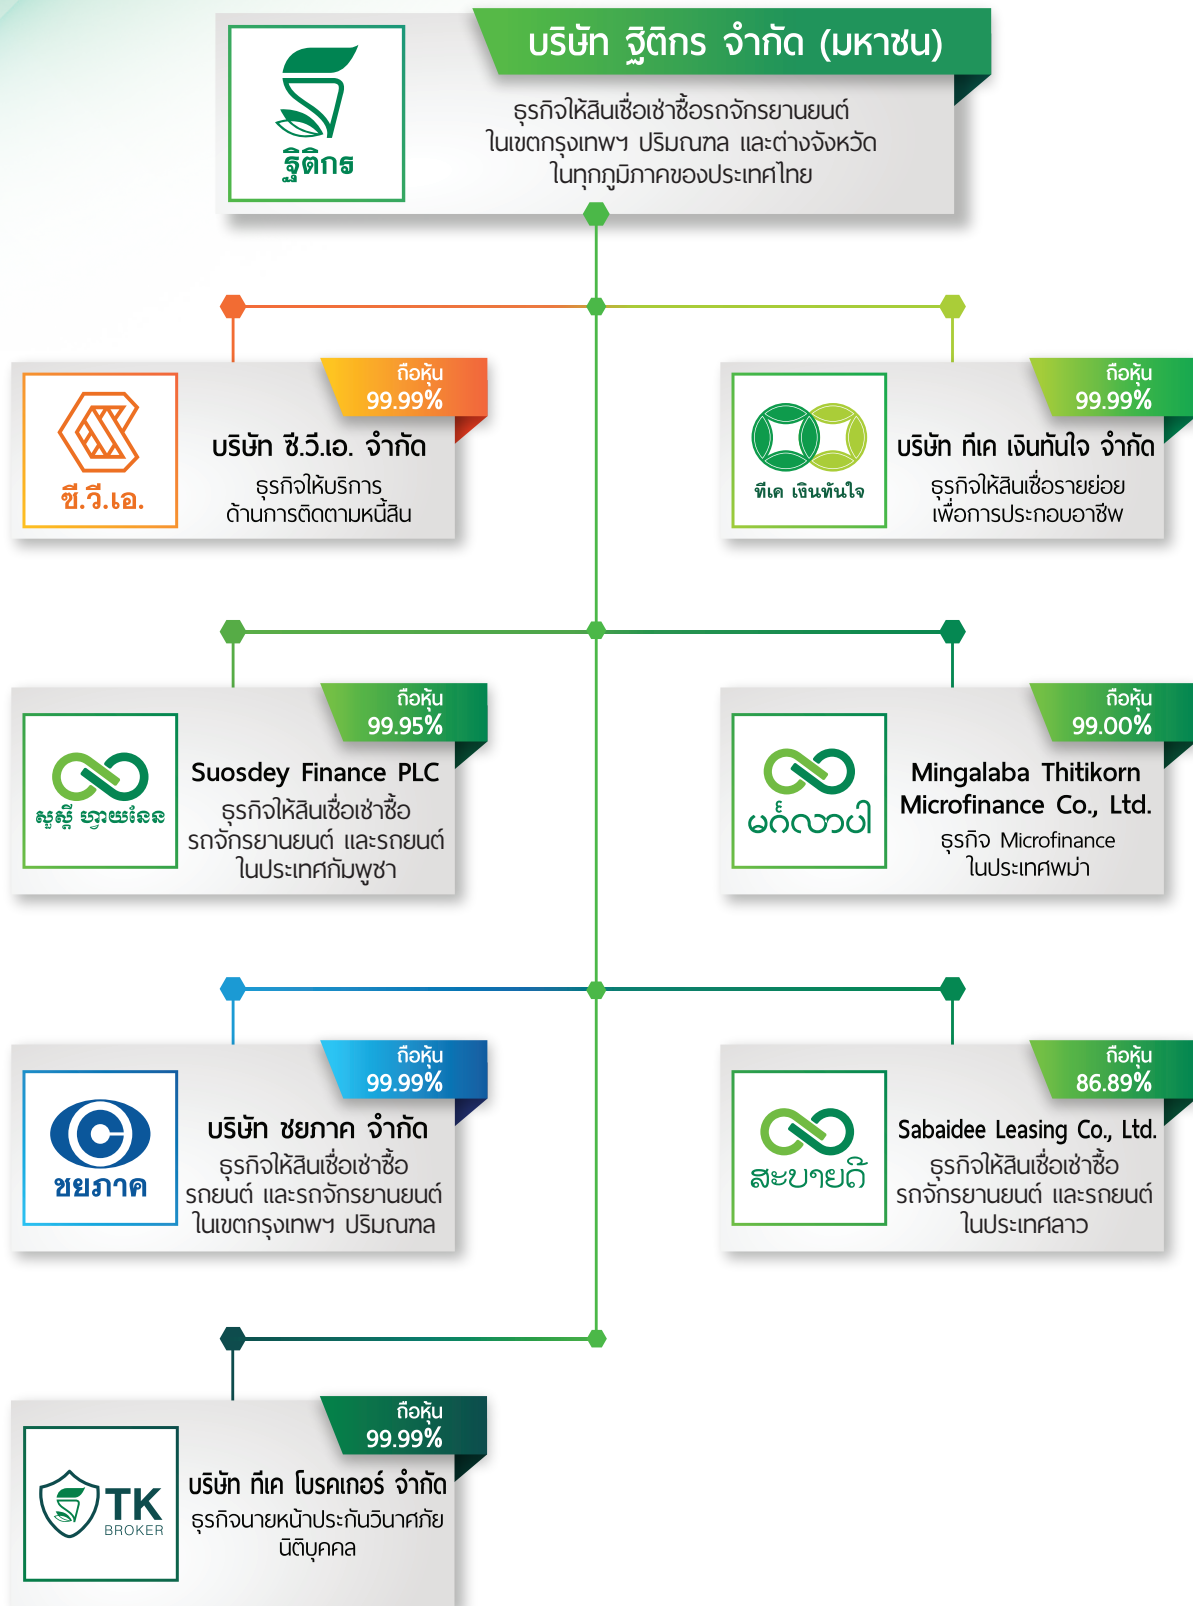 ฐิติกร
บริษัท ฐิติกร จำกัด (มหาชน)
ธุรกิจให้สินเชื่อเช่าซื้อรถจักรยานยนต์
ในเขตกรุงเทพฯ ปริมณฑล และต่างจังหวัด
ในทุกภูมิภาคของประเทศไทย
ซี.วี.เอ.
ถือหุ้น
99.99%
บริษัท ซี.วี.เอ. จำกัด
ธุรกิจให้บริการ
ด้านการติดตามหนี้สิน
ทีเค เงินทันใจ
ถือหุ้น
99.99%
บริษัท ทีเค เงินทันใจ จำกัด
ธุรกิจให้สินเชื่อรายย่อย
เพื่อการประกอบอาชีพ
សួស្តី ហ្វាយនែន
ถือหุ้น
99.95%
Suosdey Finance PLC
ธุรกิจให้สินเชื่อเช่าซื้อ
รถจักรยานยนต์ และรถยนต์
ในประเทศกัมพูชา
မင်္ဂလာပါ
ถือหุ้น
99.00%
Mingalaba Thitikorn
Microfinance Co., Ltd.
ธุรกิจ Microfinance
ในประเทศพม่า
ชยภาค
ถือหุ้น
99.99%
บริษัท ชยภาค จำกัด
ธุรกิจให้สินเชื่อเช่าซื้อ
รถยนต์ และรถจักรยานยนต์
ในเขตกรุงเทพฯ ปริมณฑล
ສະບາຍດີ
ถือหุ้น
86.89%
Sabaidee Leasing Co., Ltd.
ธุรกิจให้สินเชื่อเช่าซื้อ
รถจักรยานยนต์ และรถยนต์
ในประเทศลาว
TK
BROKER
ถือหุ้น
99.99%
บริษัท ทีเค โบรคเกอร์ จำกัด
ธุรกิจนายหน้าประกันวินาศภัย
นิติบุคคล